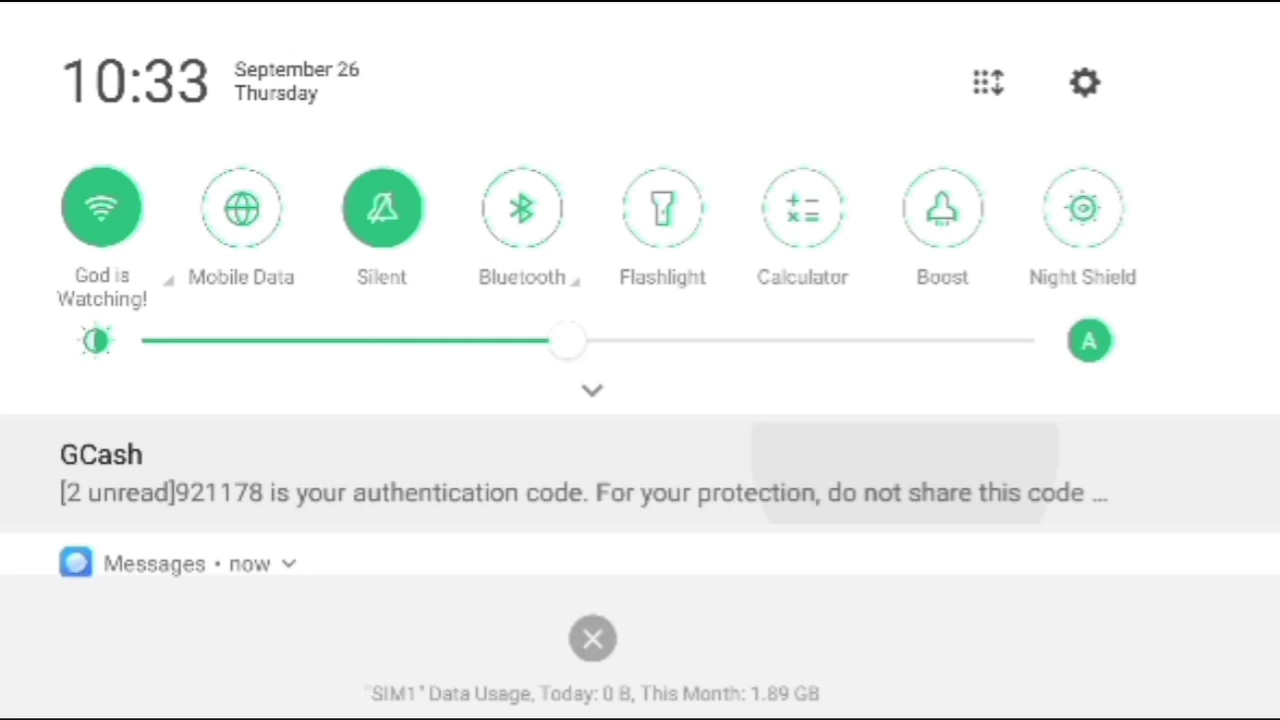 10:33
September 26
Thursday
God is
Watching!
Mobile Data
Silent
Bluetooth
Flashlight
Calculator
Boost
Night Shield
A
GCash
[2 unread]921178 is your authentication code. For your protection, do not share this code ...
Messages • now
"SIM1" Data Usage, Today: 0 B, This Month: 1.89 GB